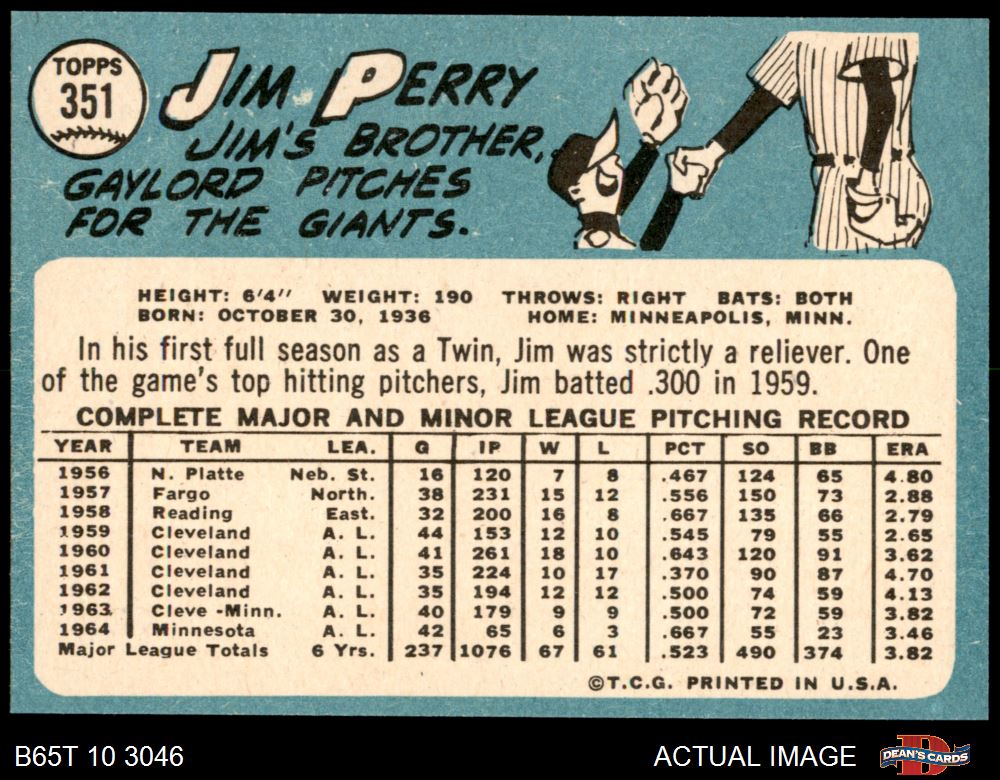 TOPPS
351
JIM PERRY
JIM'S BROTHER,
GAYLORD PITCHES
FOR THE GIANTS.
HEIGHT: 6'4" WEIGHT: 190 THROWS: RIGHT BATS: BOTH
BORN: OCTOBER 30, 1936 HOME: MINNEAPOLIS, MINN.
In his first full season as a Twin, Jim was strictly a reliever. One
of the game's top hitting pitchers, Jim batted .300 in 1959.
COMPLETE MAJOR AND MINOR LEAGUE PITCHING RECORD
YEAR TEAM LEA. G IP W L PCT SO BB ERA
1956 N. Platte Neb. St. 16 120 7 8 .467 124 65 4.80
1957 Fargo North. 38 231 15 12 .556 150 73 2.88
1958 Reading East. 32 200 16 8 .667 135 66 2.79
1959 Cleveland A. L. 44 153 12 10 .545 79 55 2.65
1960 Cleveland A. L. 41 261 18 10 .643 120 91 3.62
1961 Cleveland A. L. 35 224 10 17 .370 90 87 4.70
1962 Cleveland A. L. 35 194 12 12 .500 74 59 4.13
1963 Cleve -Minn. A. L. 40 179 9 9 .500 72 59 3.82
1964 Minnesota A. L. 42 65 6 3 .667 55 23 3.46
Major League Totals 6 Yrs. 237 1076 67 61 .523 490 374 3.82
©T.C.G. PRINTED IN U.S.A.
B65T 10 3046 ACTUAL IMAGE DEAN'S CARDS